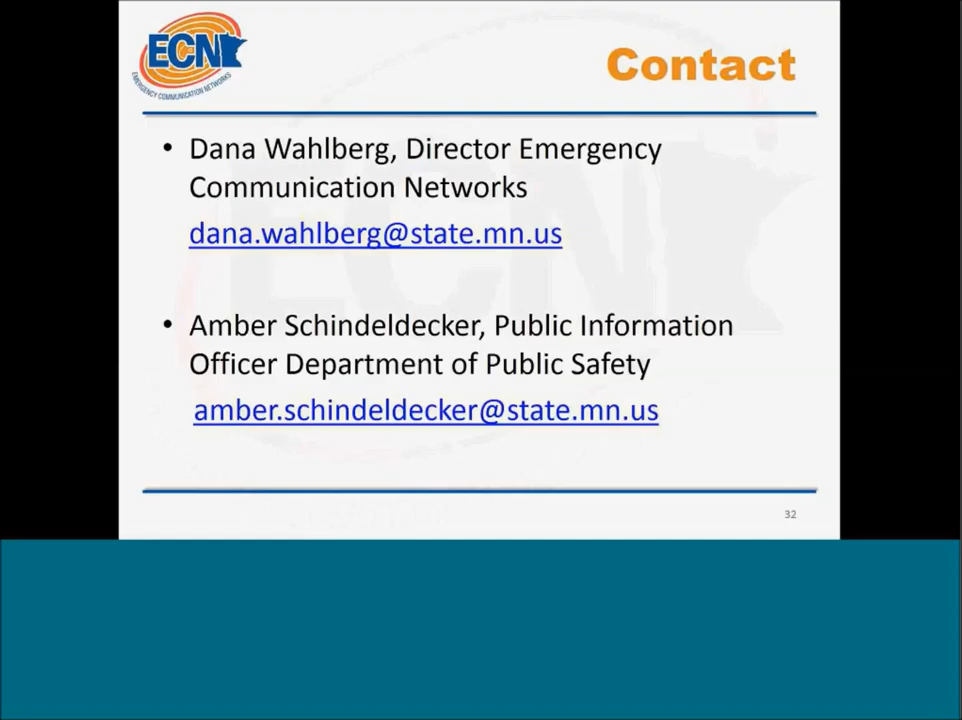 ECN
EMERGENCY COMMUNICATION NETWORKS
Contact
• Dana Wahlberg, Director Emergency
Communication Networks
dana.wahlberg@state.mn.us
• Amber Schindeldecker, Public Information
Officer Department of Public Safety
amber.schindeldecker@state.mn.us
32